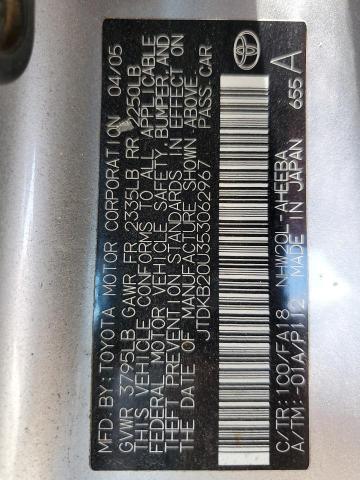 MFD. BY: TOYOTA MOTOR CORPORATION 04/05
GVWR 3795LB GAWR FR 2335LB RR 2250LB
THIS VEHICLE CONFORMS TO ALL APPLICABLE
FEDERAL MOTOR VEHICLE SAFETY, BUMPER, AND
THEFT PREVENTION STANDARDS IN EFFECT ON
THE DATE OF MANUFACTURE SHOWN ABOVE.
JTDKB20U353062967 PASS.CAR
C/TR: 1C0/FA18 NHW20L-AHEEBA
A/TM: -01A/P112 MADE IN JAPAN 655 A